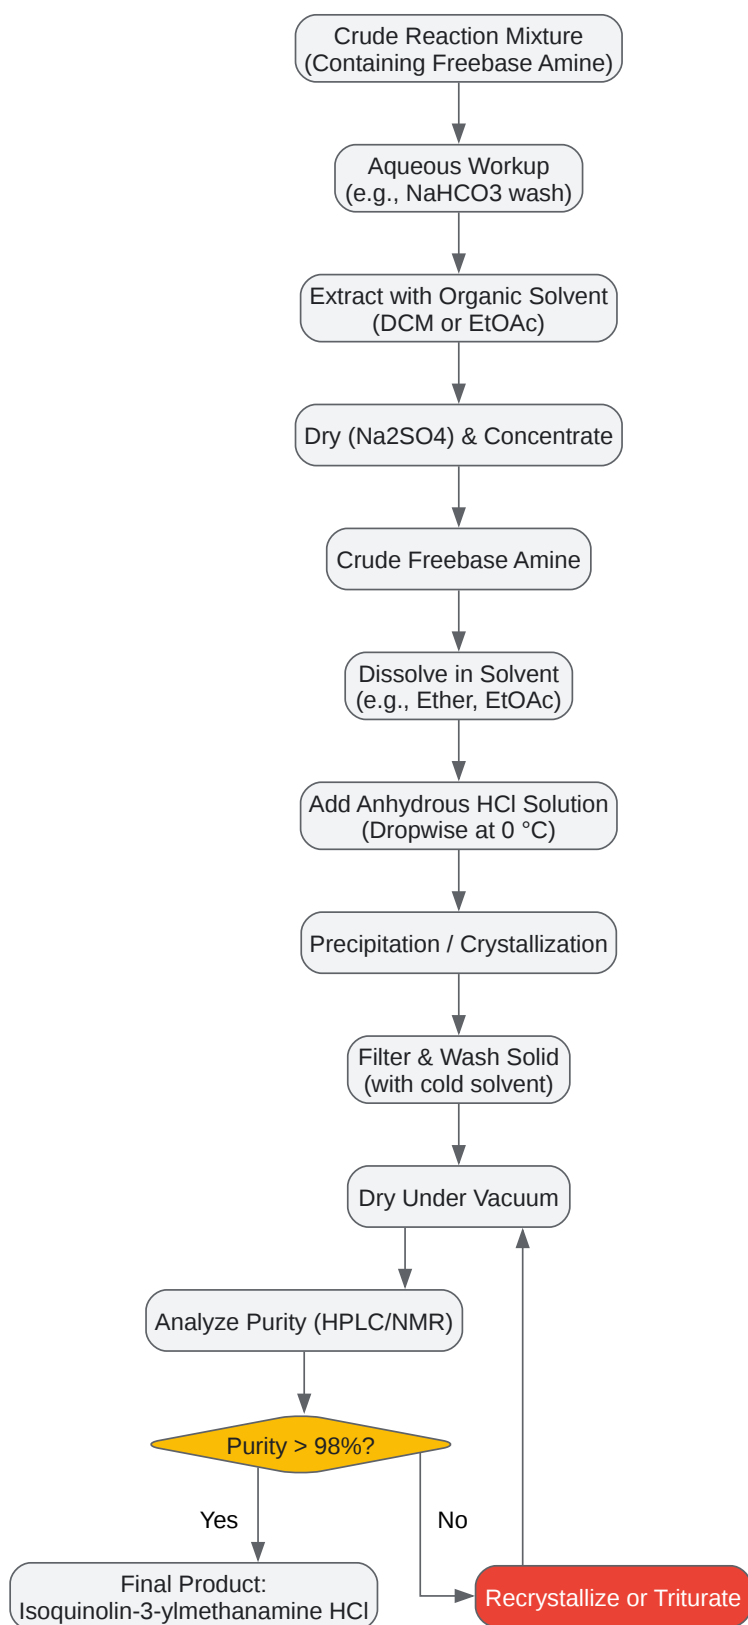 Crude Reaction Mixture
(Containing Freebase Amine)
Aqueous Workup
(e.g., NaHCO3 wash)
Extract with Organic Solvent
(DCM or EtOAc)
Dry (Na2SO4) & Concentrate
Crude Freebase Amine
Dissolve in Solvent
(e.g., Ether, EtOAc)
Add Anhydrous HCl Solution
(Dropwise at 0 °C)
Precipitation / Crystallization
Filter & Wash Solid
(with cold solvent)
Dry Under Vacuum
Analyze Purity (HPLC/NMR)
Purity > 98%?
Yes
No
Final Product:
Isoquinolin-3-ylmethanamine HCl
Recrystallize or Triturate